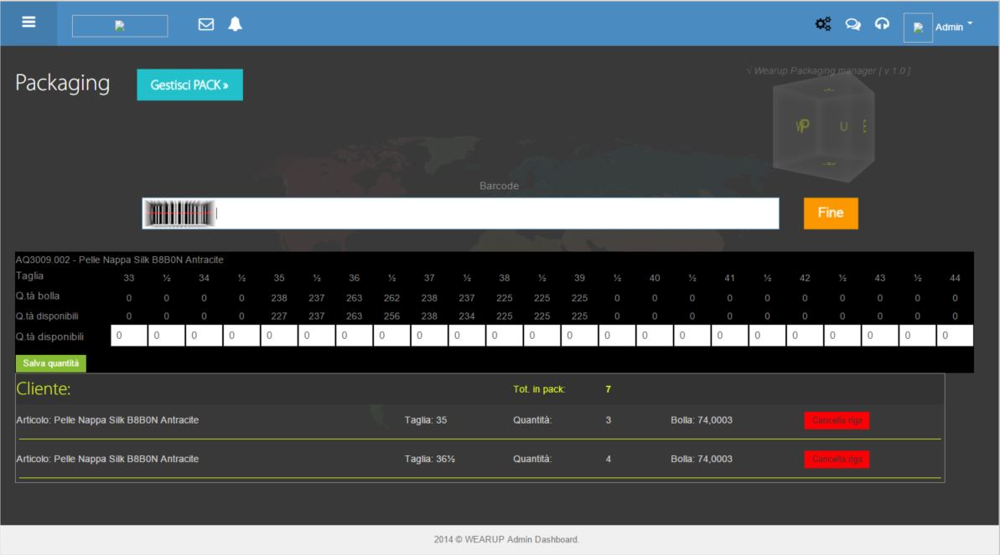 Admin
Packaging
Gestisci PACK »
√ Wearup Packaging manager [ v 1.0 ]
W P U E
Barcode
Fine
AQ3009.002 - Pelle Nappa Silk B8B0N Antracite
Taglia 33 ½ 34 ½ 35 ½ 36 ½ 37 ½ 38 ½ 39 ½ 40 ½ 41 ½ 42 ½ 43 ½ 44
Q.tà bolla 0 0 0 0 238 237 263 262 238 237 225 225 225 0 0 0 0 0 0 0 0 0 0
Q.tà disponibili 0 0 0 0 227 237 263 256 238 234 225 225 225 0 0 0 0 0 0 0 0 0 0
Q.tà disponibili 0 0 0 0 0 0 0 0 0 0 0 0 0 0 0 0 0 0 0 0 0 0 0
Salva quantità
Cliente: Tot. in pack: 7
Articolo: Pelle Nappa Silk B8B0N Antracite Taglia: 35 Quantità: 3 Bolla: 74,0003 Cancella riga
Articolo: Pelle Nappa Silk B8B0N Antracite Taglia: 36½ Quantità: 4 Bolla: 74,0003 Cancella riga
2014 © WEARUP Admin Dashboard.